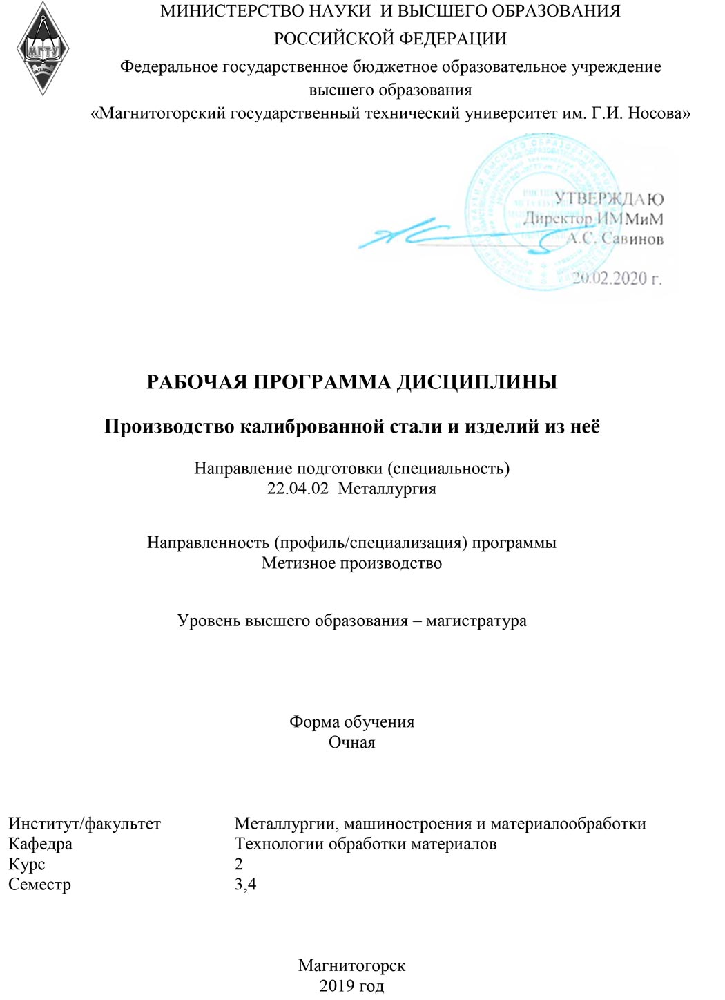 МГТУ
МИНИСТЕРСТВО НАУКИ И ВЫСШЕГО ОБРАЗОВАНИЯ
РОССИЙСКОЙ ФЕДЕРАЦИИ
Федеральное государственное бюджетное образовательное учреждение
высшего образования
«Магнитогорский государственный технический университет им. Г.И. Носова»
УТВЕРЖДАЮ
Директор ИММиМ
А.С. Савинов
20.02.2020 г.
РАБОЧАЯ ПРОГРАММА ДИСЦИПЛИНЫ
Производство калиброванной стали и изделий из неё
Направление подготовки (специальность)
22.04.02 Металлургия
Направленность (профиль/специализация) программы
Метизное производство
Уровень высшего образования – магистратура
Форма обучения
Очная
Институт/факультет Металлургии, машиностроения и материалообработки
Кафедра Технологии обработки материалов
Курс 2
Семестр 3,4
Магнитогорск
2019 год